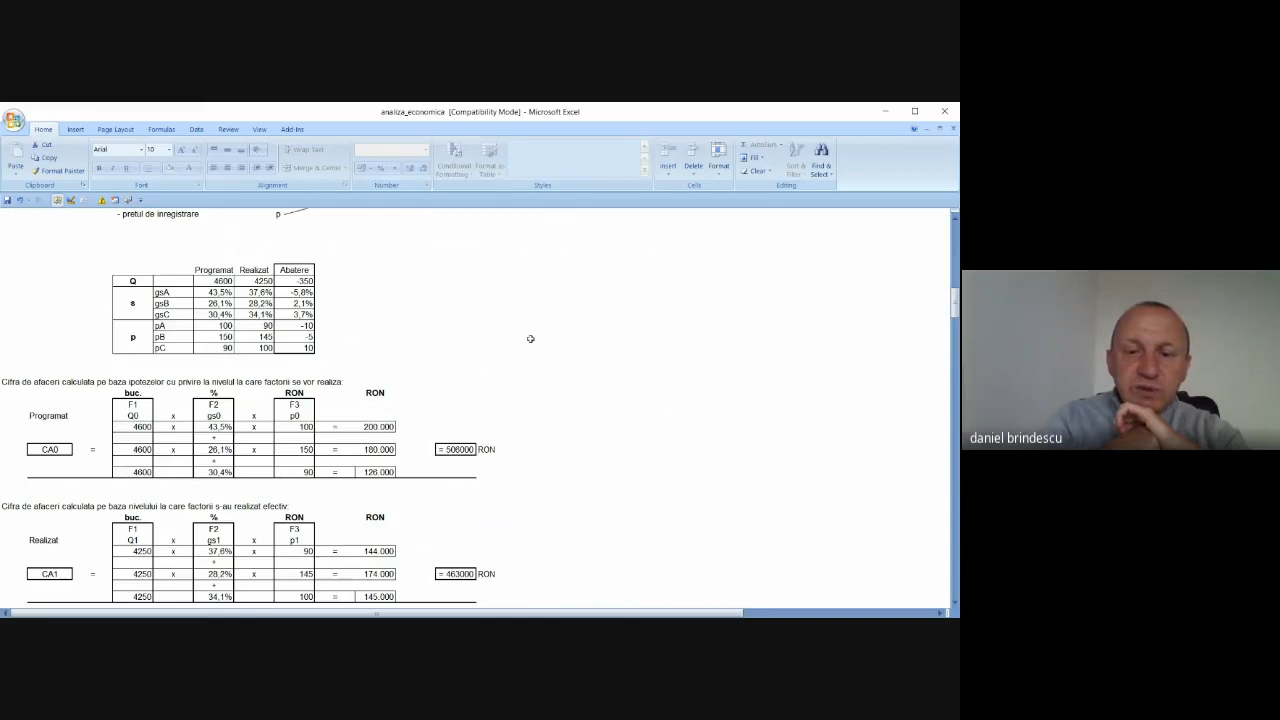 analiza_economica [Compatibility Mode] - Microsoft Excel
Home Insert Page Layout Formulas Data Review View Add-Ins
Cut
Copy
Format Painter
Paste
Clipboard
Arial 10
Font
Wrap Text
Merge & Center
Alignment
Number
Conditional Formatting
Format as Table
Styles
Insert Delete Format
Cells
AutoSum
Fill
Clear
Sort & Filter
Find & Select
Editing
- pretul de inregistrare p
Programat Realizat Abatere
Q 4600 4250 -350
gsA 43,5% 37,6% -5,8%
s gsB 26,1% 28,2% 2,1%
gsC 30,4% 34,1% 3,7%
pA 100 90 -10
p pB 150 145 -5
pC 90 100 10
Cifra de afaceri calculata pe baza ipotezelor cu privire la nivelul la care factorii se vor realiza:
buc. % RON RON
F1 F2 F3
Programat Q0 x gs0 x p0
4600 x 43,5% x 100 = 200.000
+
CA0 = 4600 x 26,1% x 150 = 180.000 = 506000 RON
+
4600 x 30,4% 90 = 126.000
Cifra de afaceri calculata pe baza nivelului la care factorii s-au realizat efectiv:
buc. % RON RON
F1 F2 F3
Realizat Q1 x gs1 x p1
4250 x 37,6% x 90 = 144.000
+
CA1 = 4250 x 28,2% x 145 = 174.000 = 463000 RON
+
4250 x 34,1% x 100 = 145.000
daniel brindescu